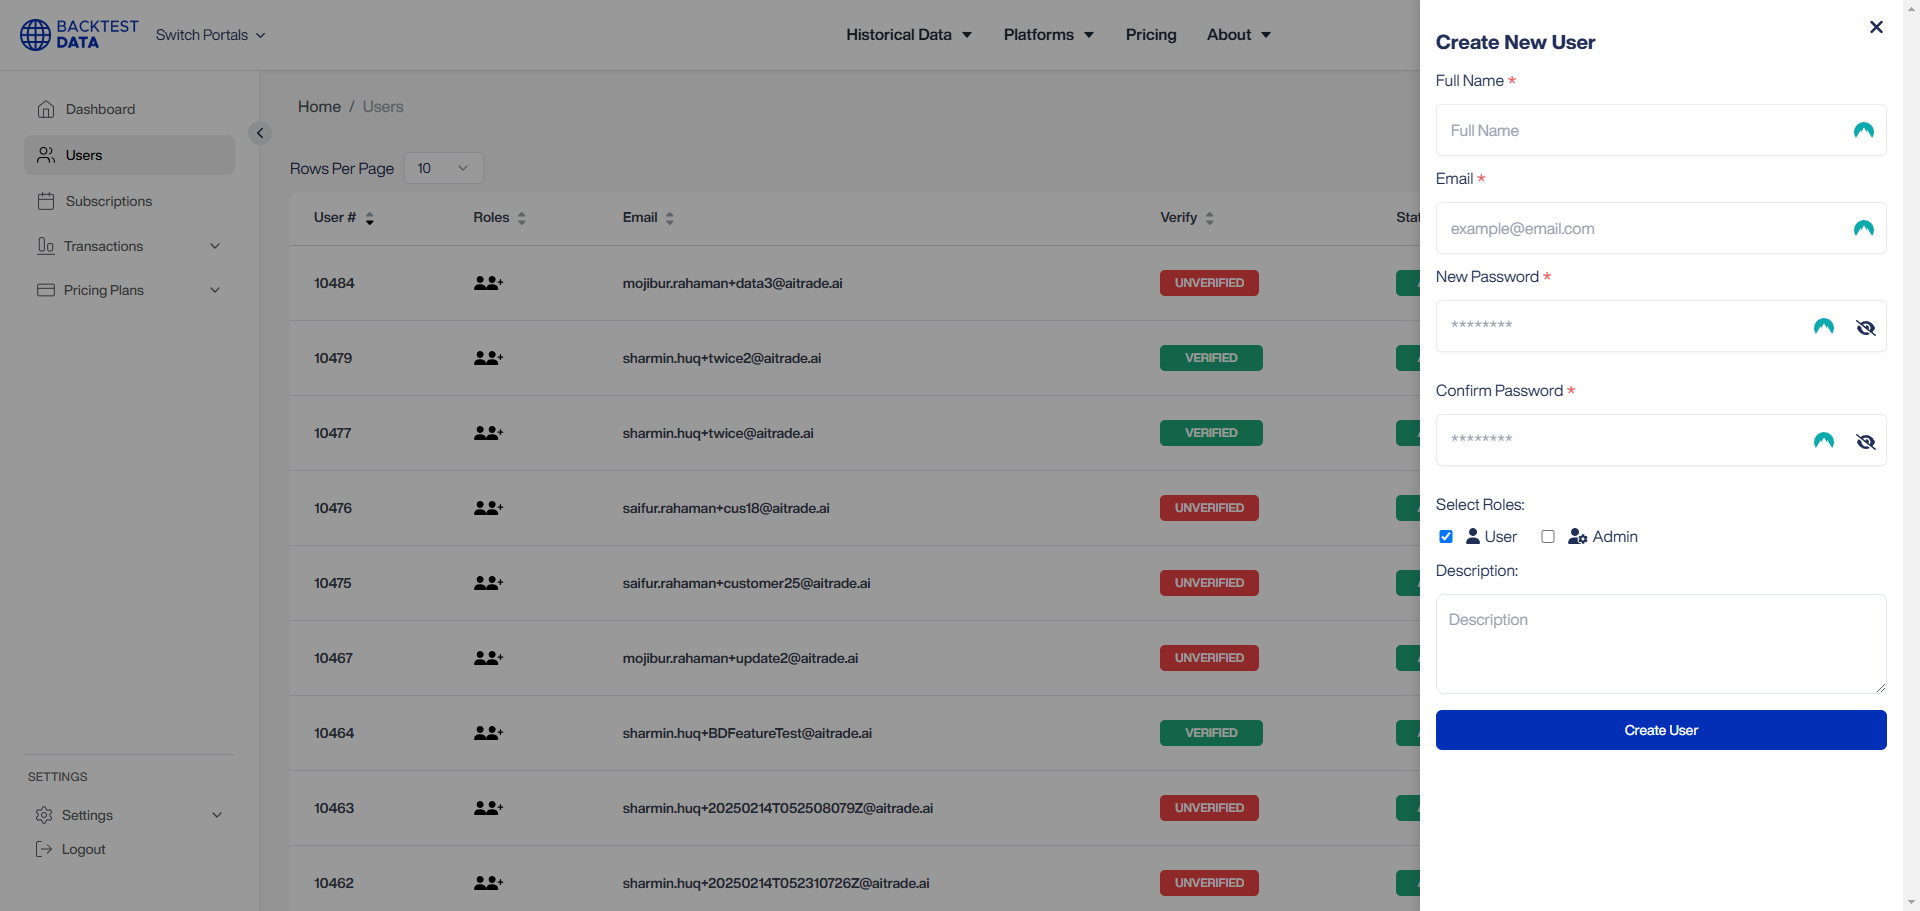 BACKTEST
DATA
Switch Portals
Historical Data
Platforms
Pricing
About
Dashboard
Users
Subscriptions
Transactions
Pricing Plans
SETTINGS
Settings
Logout
Home / Users
Rows Per Page 10
User # Roles Email Verify
10484 mojibur.rahaman+data3@aitrade.ai UNVERIFIED
10479 sharmin.huq+twice2@aitrade.ai VERIFIED
10477 sharmin.huq+twice@aitrade.ai VERIFIED
10476 saifur.rahaman+cus18@aitrade.ai UNVERIFIED
10475 saifur.rahaman+customer25@aitrade.ai UNVERIFIED
10467 mojibur.rahaman+update2@aitrade.ai UNVERIFIED
10464 sharmin.huq+BDFeatureTest@aitrade.ai VERIFIED
10463 sharmin.huq+20250214T052508079Z@aitrade.ai UNVERIFIED
10462 sharmin.huq+20250214T052310726Z@aitrade.ai UNVERIFIED
Create New User
Full Name *
Full Name
Email *
example@email.com
New Password *
********
Confirm Password *
********
Select Roles:
User Admin
Description:
Description
Create User